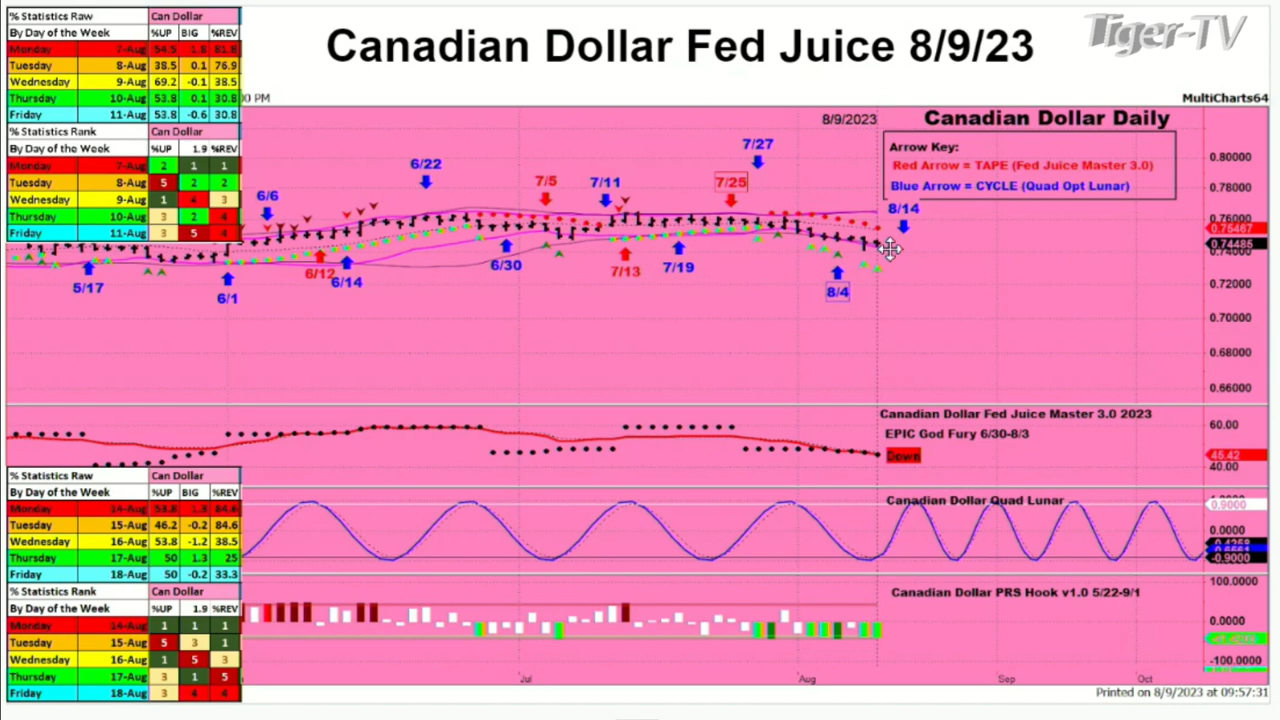 Canadian Dollar Fed Juice 8/9/23
Tiger-TV
% Statistics Raw Can Dollar
By Day of the Week %UP BIG %REV
Monday 7-Aug 54.5 1.8 81.8
Tuesday 8-Aug 38.5 0.1 76.9
Wednesday 9-Aug 69.2 -0.1 38.5
Thursday 10-Aug 53.8 0.1 30.8
Friday 11-Aug 53.8 -0.6 30.8
% Statistics Rank Can Dollar
By Day of the Week %UP 1.9 %REV
Monday 7-Aug 2 1 1
Tuesday 8-Aug 5 2 2
Wednesday 9-Aug 1 4 3
Thursday 10-Aug 3 2 4
Friday 11-Aug 3 5 4
PM
MultiCharts64
8/9/2023
Canadian Dollar Daily
Arrow Key:
Red Arrow = TAPE (Fed Juice Master 3.0)
Blue Arrow = CYCLE (Quad Opt Lunar)
7/27
6/22
7/5
7/11
7/25
6/6
8/14
5/17
6/1
6/12
6/14
6/30
7/13
7/19
8/4
0.80000
0.78000
0.76000
0.75467
0.74485
0.74000
0.72000
0.70000
0.68000
0.66000
Canadian Dollar Fed Juice Master 3.0 2023
EPIC God Fury 6/30-8/3
Down
60.00
45.42
40.00
% Statistics Raw Can Dollar
By Day of the Week %UP BIG %REV
Monday 14-Aug 53.8 1.3 84.6
Tuesday 15-Aug 46.2 -0.2 84.6
Wednesday 16-Aug 53.8 -1.2 38.5
Thursday 17-Aug 50 1.3 25
Friday 18-Aug 50 -0.2 33.3
Canadian Dollar Quad Lunar
0.9000
0.0000
-0.9000
% Statistics Rank Can Dollar
By Day of the Week %UP 1.9 %REV
Monday 14-Aug 1 1 1
Tuesday 15-Aug 5 3 1
Wednesday 16-Aug 1 5 3
Thursday 17-Aug 3 1 5
Friday 18-Aug 3 4 4
Canadian Dollar PRS Hook v1.0 5/22-9/1
100.0000
0.0000
-100.0000
Jul
Aug
Sep
Oct
Printed on 8/9/2023 at 09:57:31